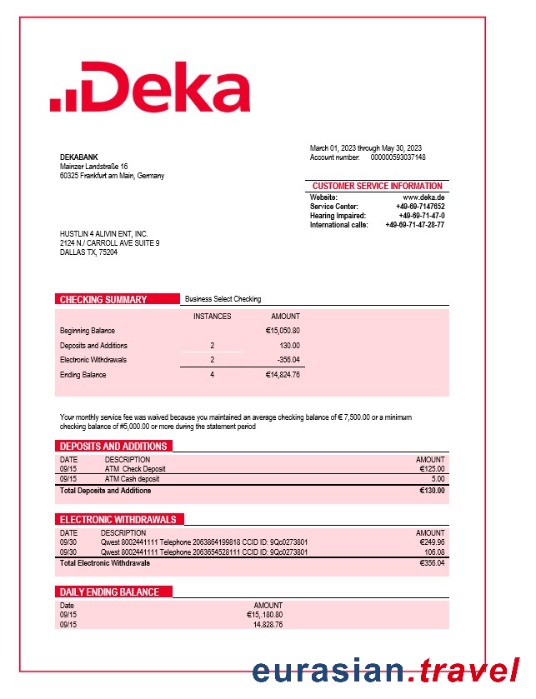 Deka
March 01, 2023 through May 30, 2023
Account number: 000000593037148
DEKABANK
Mainzer Landstraße 16
60325 Frankfurt am Main, Germany
CUSTOMER SERVICE INFORMATION
Website: www.deka.de
Service Center: +49-69-7147652
Hearing Impaired: +49-69-71-47-0
International calls: +49-69-71-47-28-77
HUSTLIN 4 ALIVIN ENT, INC.
2124 N./ CARROLL AVE SUITE 9
DALLAS TX, 75204
CHECKING SUMMARY Business Select Checking
INSTANCES AMOUNT
Beginning Balance €15,050.80
Deposits and Additions 2 130.00
Electronic Withdrawals 2 -356.04
Ending Balance 4 €14,824.76
Your monthly service fee was waived because you maintained an average checking balance of € 7,500.00 or a minimum
checking balance of #5,000.00 or more during the statement period
DEPOSITS AND ADDITIONS
DATE DESCRIPTION AMOUNT
09/15 ATM Check Deposit €125.00
09/15 ATM Cash deposit 5.00
Total Deposits and Additions €130.00
ELECTRONIC WITHDRAWALS
DATE DESCRIPTION AMOUNT
09/30 Qwest 8002441111 Telephone 2063864199818 CCID ID: 9Qc0273801 €249.96
09/30 Qwest 8002441111 Telephone 2063654528111 CCID ID: 9Qc0273801 106.08
Total Electronic Withdrawals €356.04
DAILY ENDING BALANCE
Date AMOUNT
09/15 €15,.180.80
09/15 14,828.76
eurasian.travel